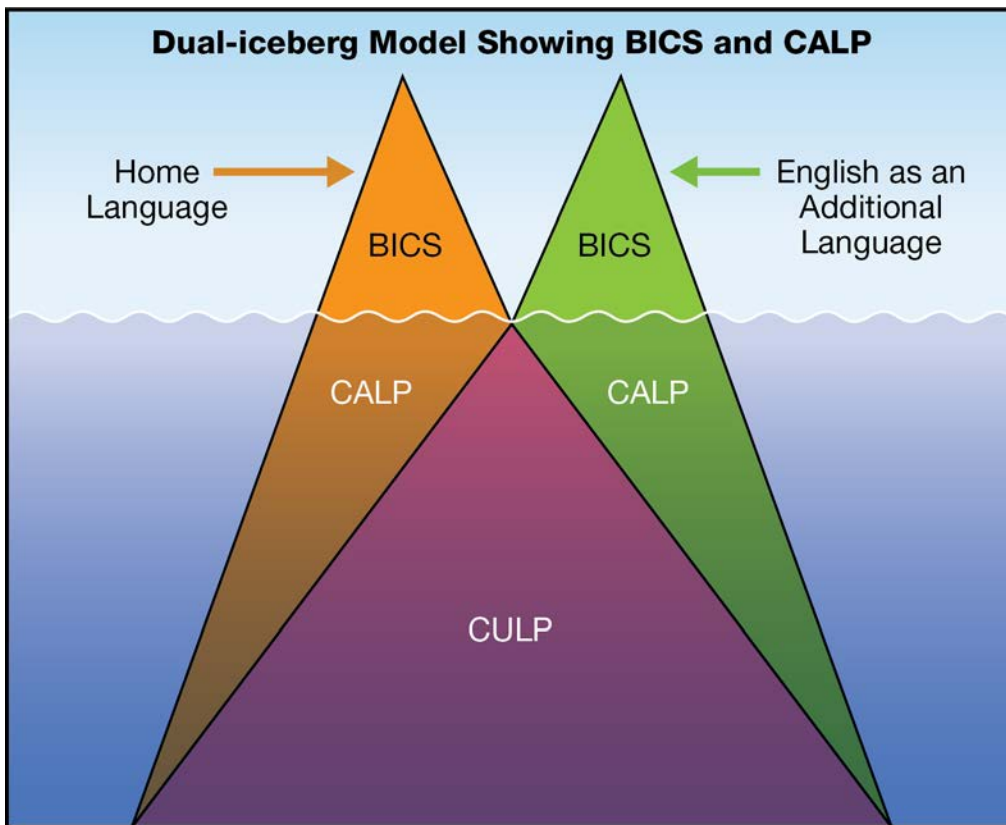 Dual-iceberg Model Showing BICS and CALP
Home
Language
English as an
Additional
Language
BICS
BICS
CALP
CALP
CULP